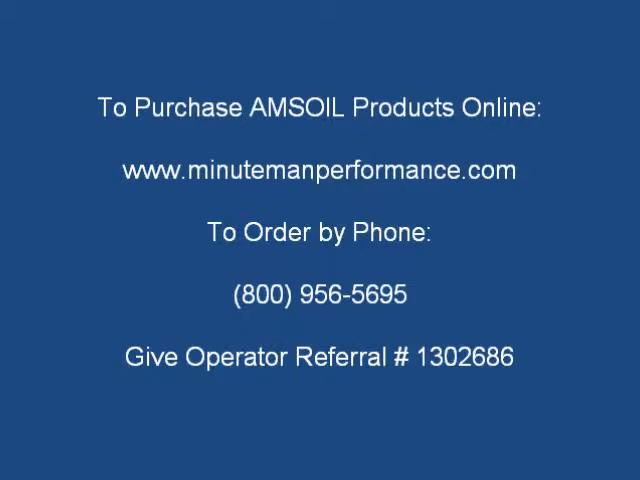 To Purchase AMSOIL Products Online:
www.minutemanperformance.com
To Order by Phone:
(800) 956-5695
Give Operator Referral # 1302686